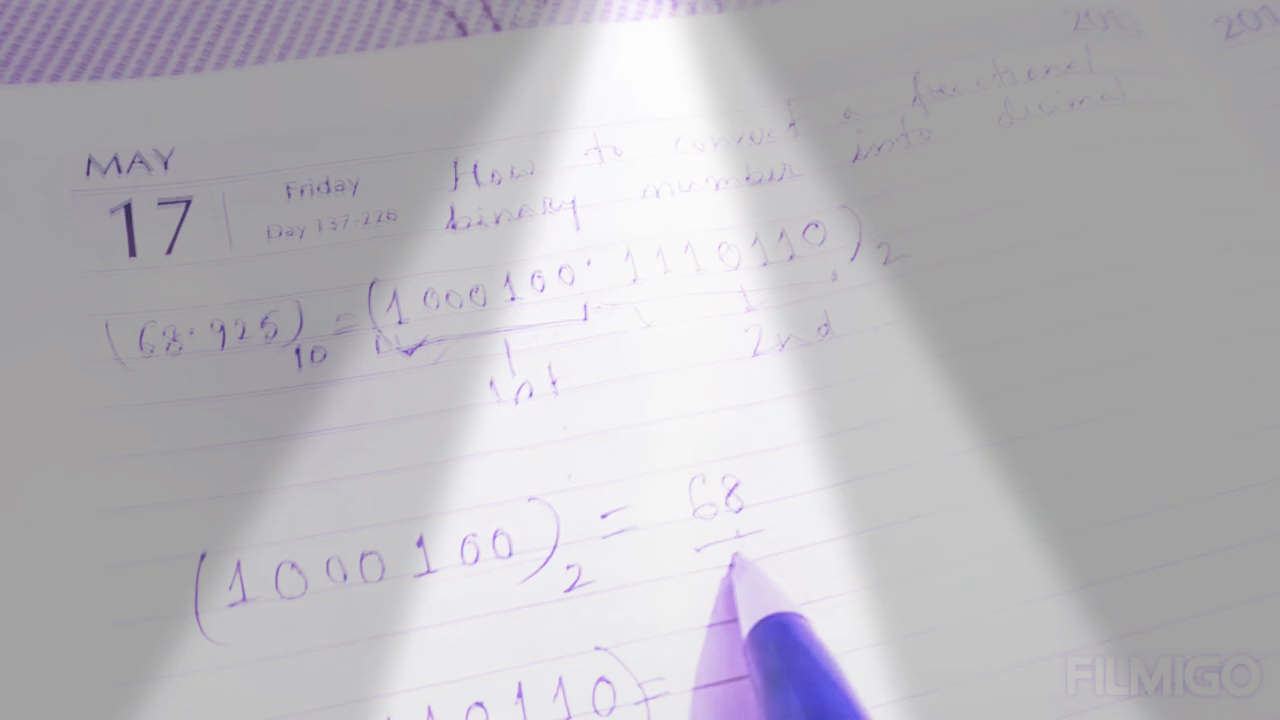 MAY
17
Friday
Day 137-228
How to convert a fractional
binary number into decimal
(68.925)10 = (1000100.1110110)2
1st
2nd
(1000100)2 = 68
10110) =
FILMIGO